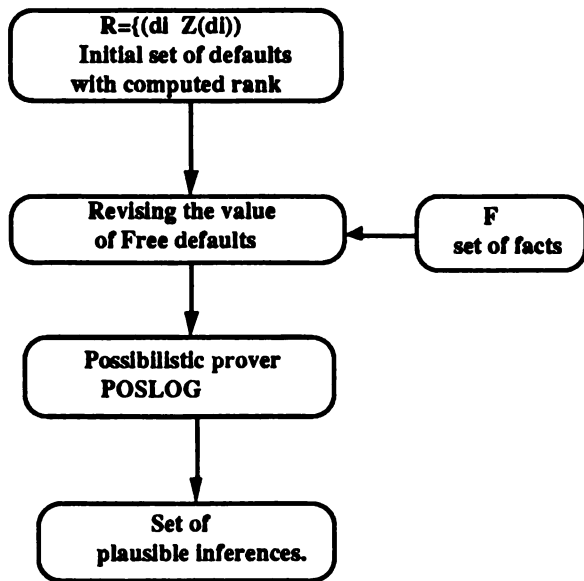 R={(di Z(di))
Initial set of defaults
with computed rank
Revising the value
of Free defaults
F
set of facts
Possibilistic prover
POSLOG
Set of
plausible inferences.